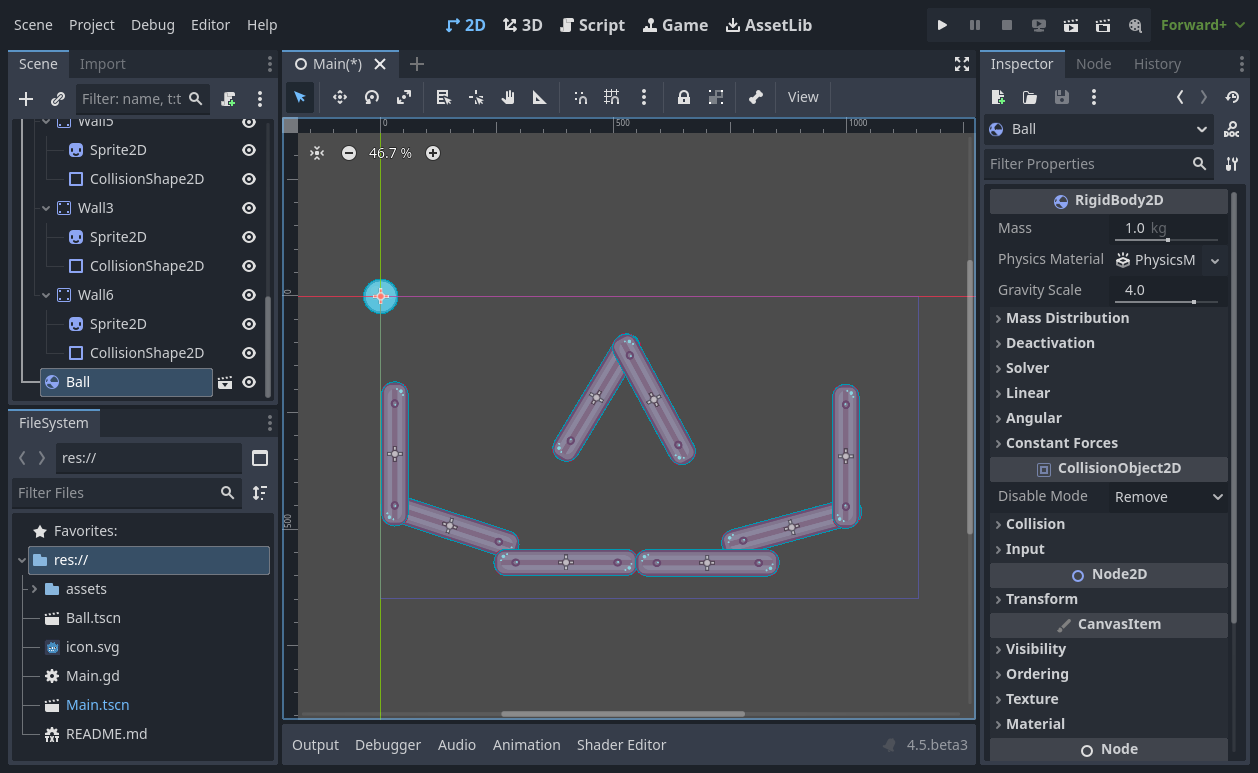 Scene Project Debug Editor Help
2D 3D Script Game AssetLib
Forward+
Scene Import
Filter: name, t:t
Wall5
Sprite2D
CollisionShape2D
Wall3
Sprite2D
CollisionShape2D
Wall6
Sprite2D
CollisionShape2D
Ball
FileSystem
res://
Filter Files
Favorites:
res://
assets
Ball.tscn
icon.svg
Main.gd
Main.tscn
README.md
Main(*)
View
0 500 1000
46.7 %
0
500
Output Debugger Audio Animation Shader Editor 4.5.beta3
Inspector Node History
Ball
DOC
Filter Properties
RigidBody2D
Mass 1.0 kg
Physics Material PhysicsM
Gravity Scale 4.0
Mass Distribution
Deactivation
Solver
Linear
Angular
Constant Forces
CollisionObject2D
Disable Mode Remove
Collision
Input
Node2D
Transform
CanvasItem
Visibility
Ordering
Texture
Material
Node